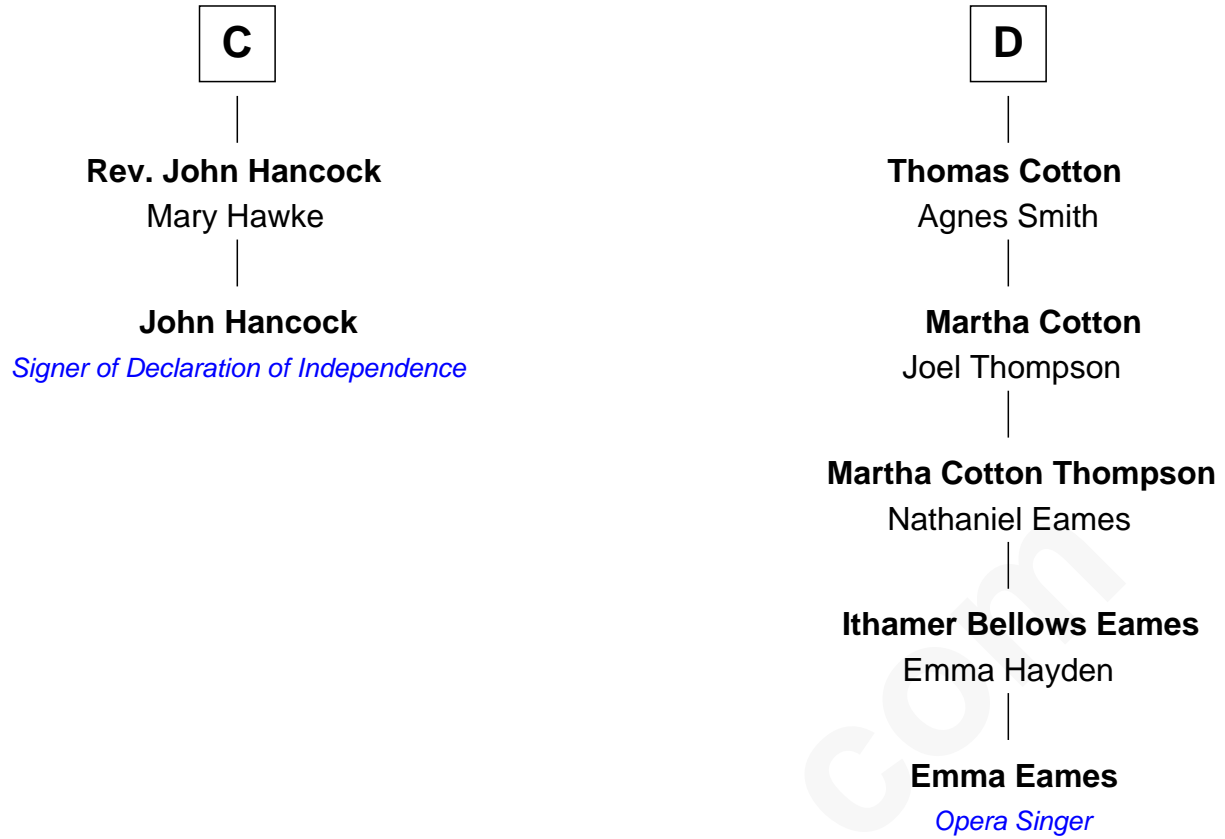 C
Rev. John Hancock
Mary Hawke
John Hancock
Signer of Declaration of Independence
D
Thomas Cotton
Agnes Smith
Martha Cotton
Joel Thompson
Martha Cotton Thompson
Nathaniel Eames
Ithamer Bellows Eames
Emma Hayden
Emma Eames
Opera Singer
com